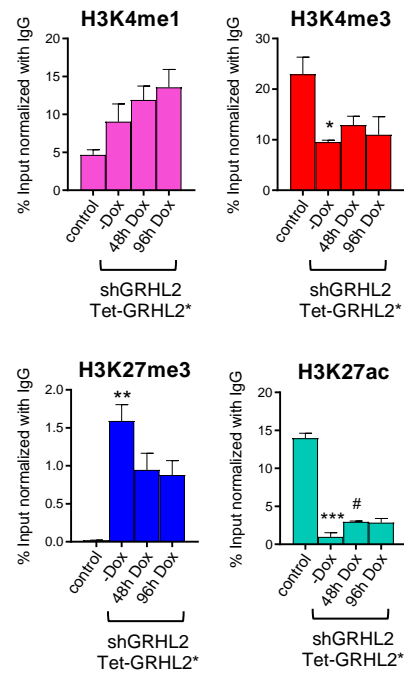 H3K4me1
% Input normalized with IgG
20
15
10
5
0
control
-Dox
48h Dox
96h Dox
shGRHL2
Tet-GRHL2*
H3K4me3
% Input normalized with IgG
30
20
10
0
*
control
-Dox
48h Dox
96h Dox
shGRHL2
Tet-GRHL2*
H3K27me3
% Input normalized with IgG
2.0
1.5
1.0
0.5
0.0
**
control
-Dox
48h Dox
96h Dox
shGRHL2
Tet-GRHL2*
H3K27ac
% Input normalized with IgG
20
15
10
5
0
***
#
control
-Dox
48h Dox
96h Dox
shGRHL2
Tet-GRHL2*